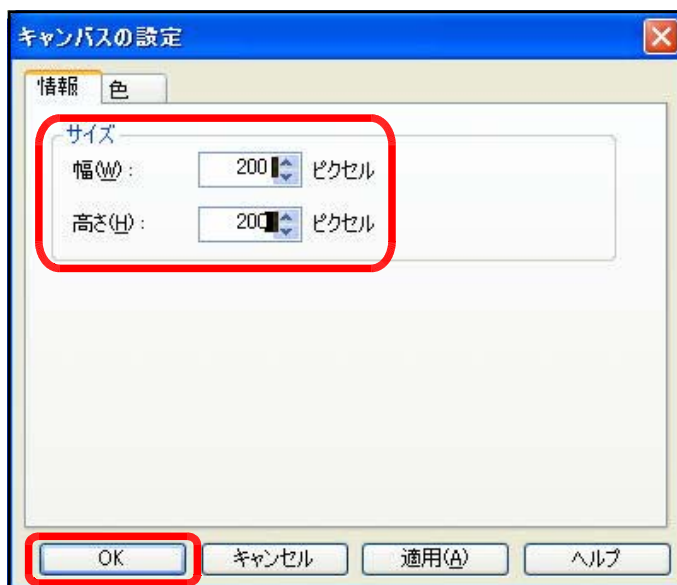 キャンバスの設定
情報 色
サイズ
幅(W) : 200 ピクセル
高さ(H) : 200 ピクセル
OK キャンセル 適用(A) ヘルプ